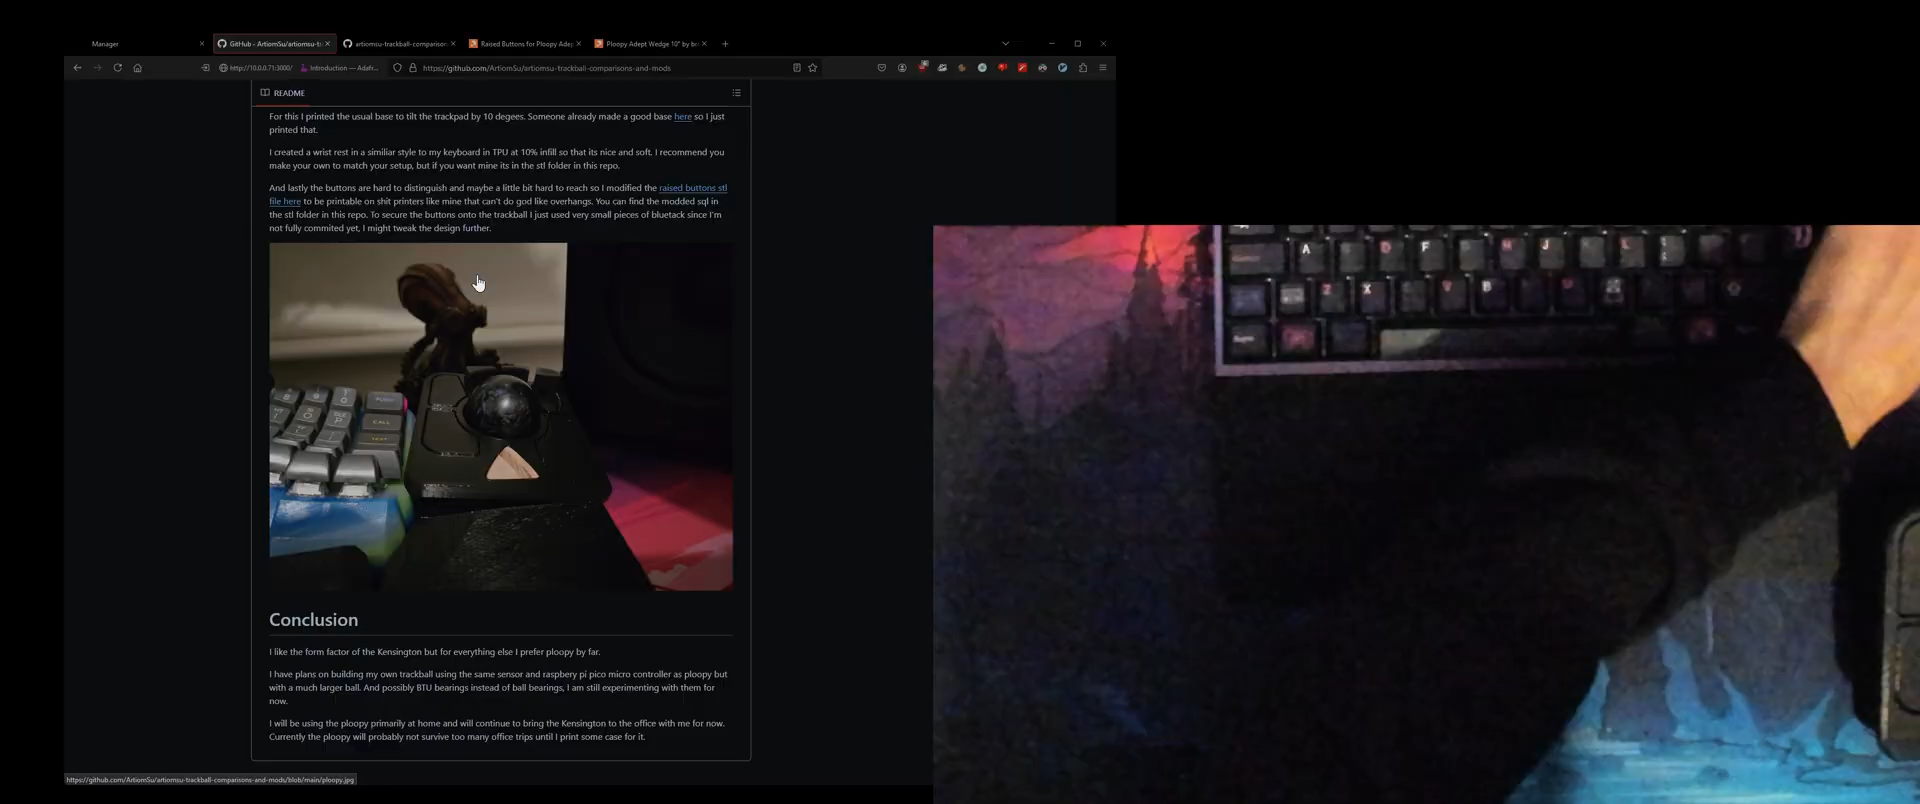 Manager
GitHub - ArtiomSu/artiomsu-tr
artiomsu-trackball-comparison
Raised Buttons for Ploopy Adep
Ploopy Adept Wedge 10° by br
http://10.0.0.71:3000/
Introduction — Adafr...
https://github.com/ArtiomSu/artiomsu-trackball-comparisons-and-mods
README
For this I printed the usual base to tilt the trackpad by 10 degees. Someone already made a good base here so I just
printed that.
I created a wrist rest in a similiar style to my keyboard in TPU at 10% infill so that its nice and soft. I recommend you
make your own to match your setup, but if you want mine its in the stl folder in this repo.
And lastly the buttons are hard to distinguish and maybe a little bit hard to reach so I modified the raised buttons stl
file here to be printable on shit printers like mine that can't do god like overhangs. You can find the modded sql in
the stl folder in this repo. To secure the buttons onto the trackball I just used very small pieces of bluetack since I'm
not fully commited yet, I might tweak the design further.
CALL
Conclusion
I like the form factor of the Kensington but for everything else I prefer ploopy by far.
I have plans on building my own trackball using the same sensor and raspbery pi pico micro controller as ploopy but
with a much larger ball. And possibly BTU bearings instead of ball bearings, I am still experimenting with them for
now.
I will be using the ploopy primarily at home and will continue to bring the Kensington to the office with me for now.
Currently the ploopy will probably not survive too many office trips until I print some case for it.
https://github.com/ArtiomSu/artiomsu-trackball-comparisons-and-mods/blob/main/ploopy.jpg
A D F H J L
Z X V B